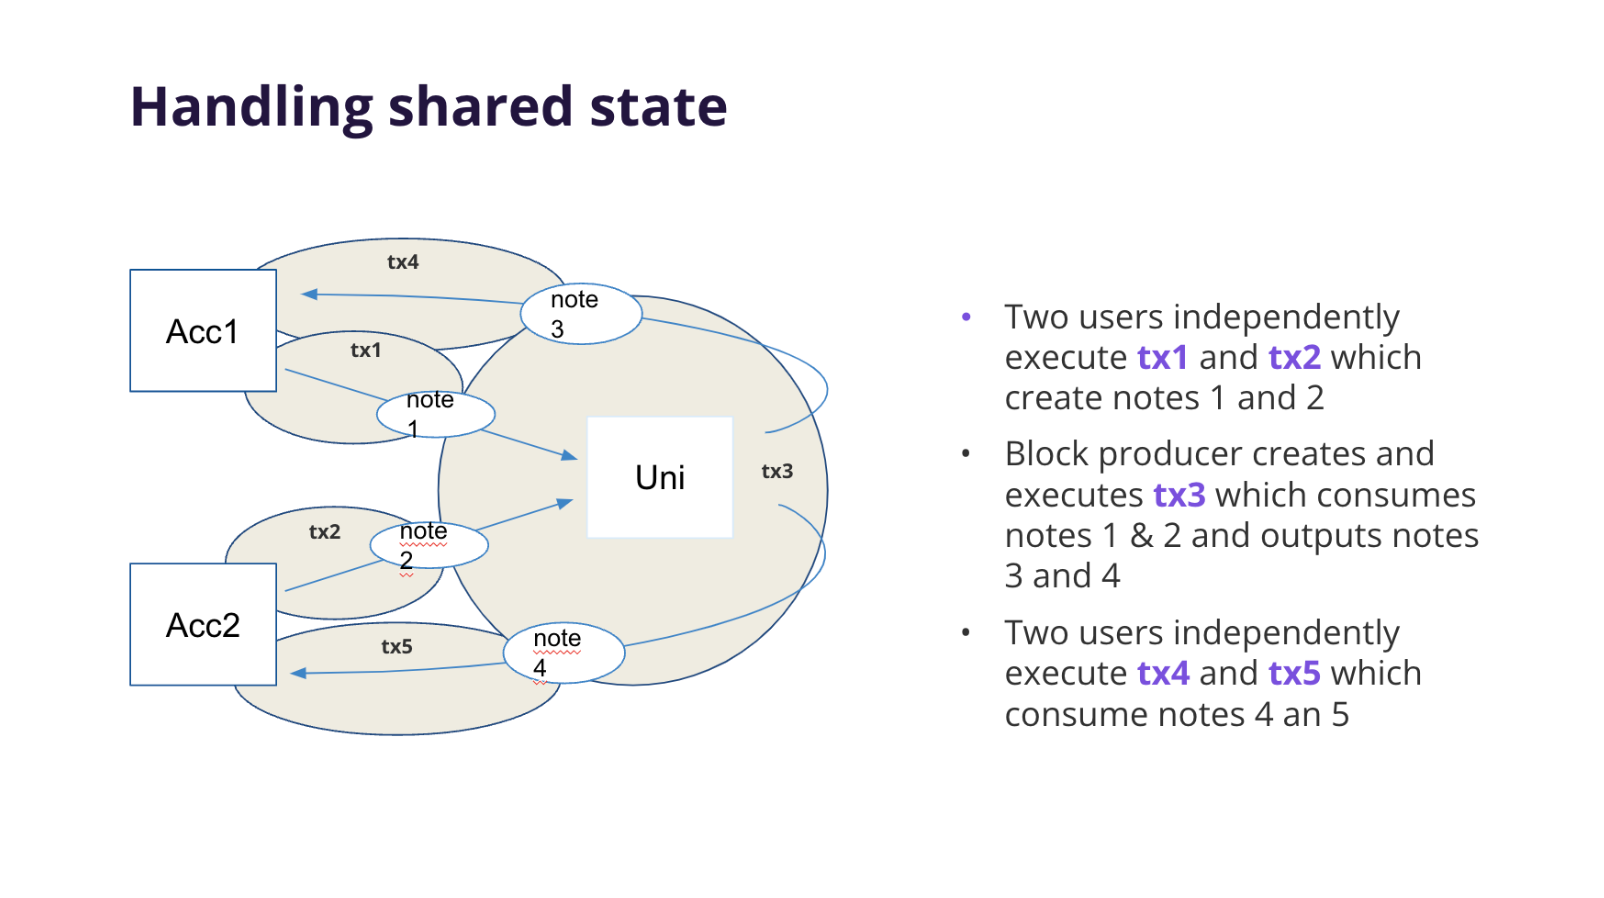 Handling shared state
tx4
note
3
Acc1
tx1
note
1
Uni
tx3
tx2
note
2
Acc2
tx5
note
4
• Two users independently
execute tx1 and tx2 which
create notes 1 and 2
• Block producer creates and
executes tx3 which consumes
notes 1 & 2 and outputs notes
3 and 4
• Two users independently
execute tx4 and tx5 which
consume notes 4 an 5